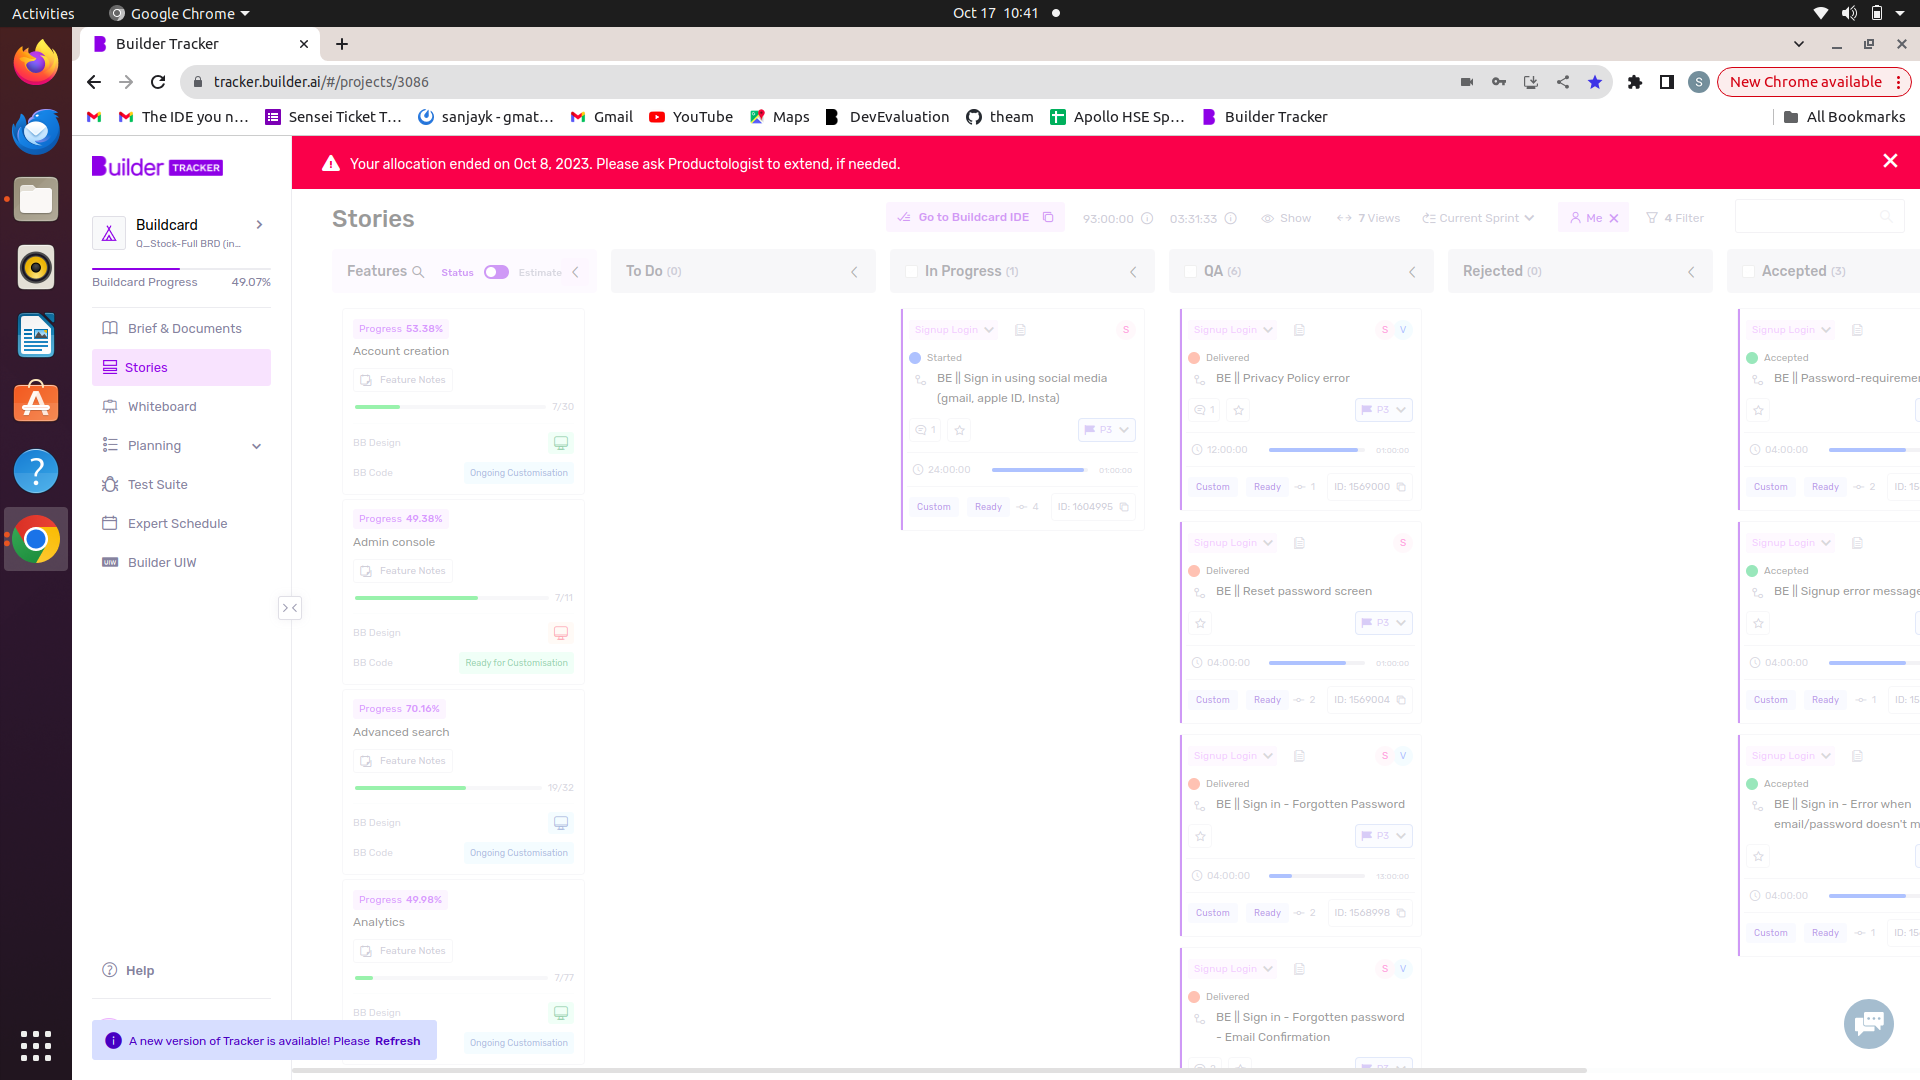 Activities
Google Chrome
Oct 17 10:41
Builder Tracker
tracker.builder.ai/#/projects/3086
S
New Chrome available
The IDE you n...
Sensei Ticket T...
sanjayk - gmat...
Gmail
YouTube
Maps
DevEvaluation
theam
Apollo HSE Sp...
Builder Tracker
All Bookmarks
Builder TRACKER
Your allocation ended on Oct 8, 2023. Please ask Productologist to extend, if needed.
Buildcard
Q_Stock-Full BRD (in...
Buildcard Progress 49.07%
Brief & Documents
Stories
Whiteboard
Planning
Test Suite
Expert Schedule
UIW Builder UIW
Help
A new version of Tracker is available! Please Refresh
Stories
Go to Buildcard IDE
93:00:00
03:31:33
Show
7 Views
Current Sprint
Me
4 Filter
Features
Status
Estimate
To Do (0)
In Progress (1)
QA (6)
Rejected (0)
Accepted (3)
Progress 53.38%
Account creation
Feature Notes
7/30
BB Design
BB Code
Ongoing Customisation
Progress 49.38%
Admin console
Feature Notes
7/11
BB Design
BB Code
Ready for Customisation
Progress 70.16%
Advanced search
Feature Notes
19/32
BB Design
BB Code
Ongoing Customisation
Progress 49.98%
Analytics
Feature Notes
7/77
BB Design
Ongoing Customisation
Signup Login
S
Started
BE || Sign in using social media
(gmail, apple ID, Insta)
1
P3
24:00:00
01:00:00
Custom
Ready
4
ID: 1604995
Signup Login
S V
Delivered
BE || Privacy Policy error
1
P3
12:00:00
01:00:00
Custom
Ready
1
ID: 1569000
Signup Login
S
Delivered
BE || Reset password screen
P3
04:00:00
01:00:00
Custom
Ready
2
ID: 1569004
Signup Login
S V
Delivered
BE || Sign in - Forgotten Password
P3
04:00:00
13:00:00
Custom
Ready
2
ID: 1568998
Signup Login
S V
Delivered
BE || Sign in - Forgotten password
- Email Confirmation
Signup Login
Accepted
BE || Password-requiremen
04:00:00
Custom
Ready
2
ID: 15
Signup Login
Accepted
BE || Signup error message
04:00:00
Custom
Ready
1
ID: 15
Signup Login
Accepted
BE || Sign in - Error when
email/password doesn't m
04:00:00
Custom
Ready
1
ID: 15